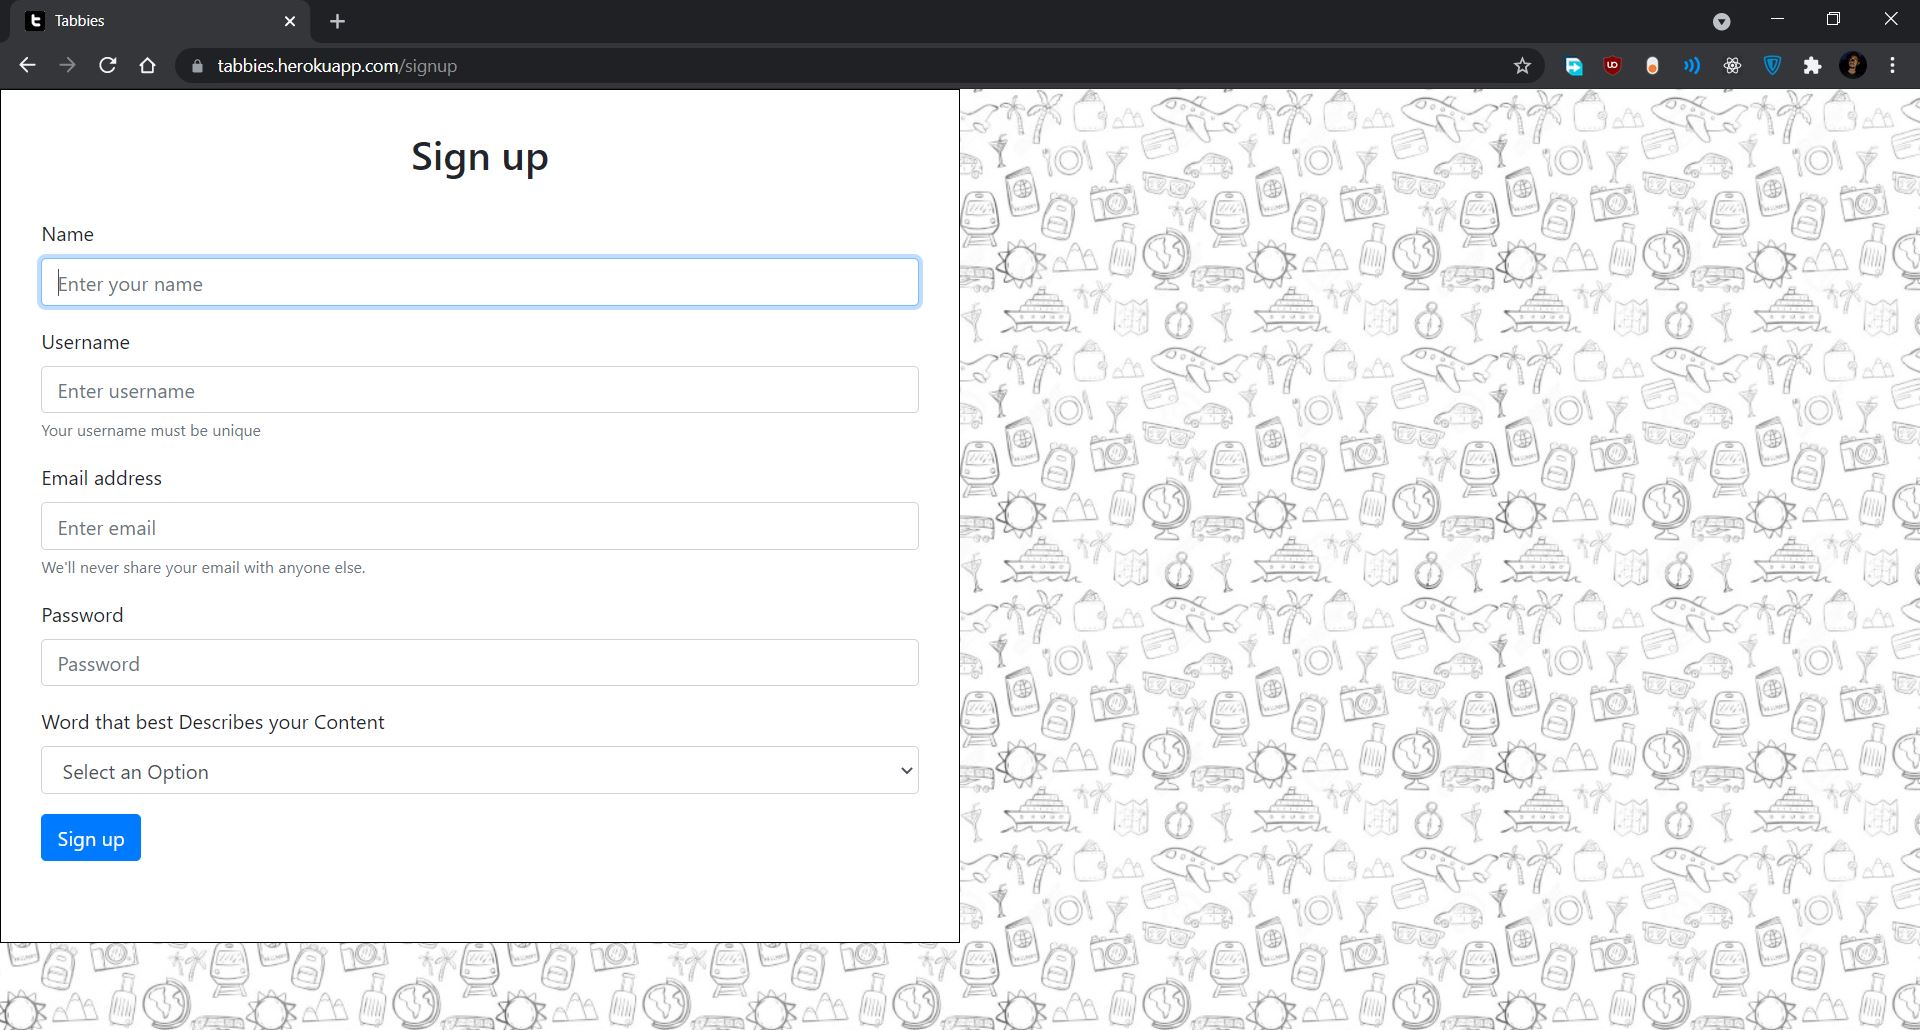 Tabbies
tabbies.herokuapp.com/signup
Sign up
Name
Enter your name
Username
Enter username
Your username must be unique
Email address
Enter email
We'll never share your email with anyone else.
Password
Password
Word that best Describes your Content
Select an Option
Sign up